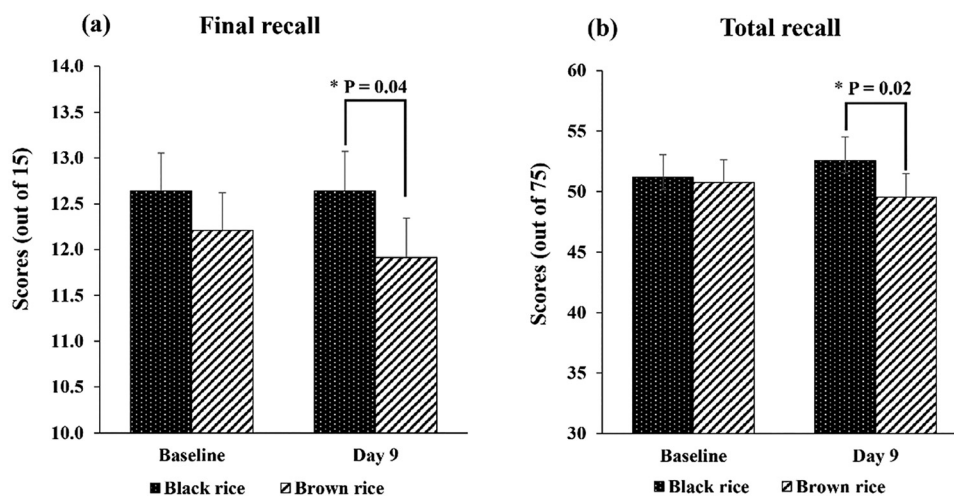 (a)
Final recall
Scores (out of 15)
14.0
13.5
13.0
12.5
12.0
11.5
11.0
10.5
10.0
* P = 0.04
Baseline
Day 9
Black rice
Brown rice
(b)
Total recall
Scores (out of 75)
60
55
50
45
40
35
30
* P = 0.02
Baseline
Day 9
Black rice
Brown rice